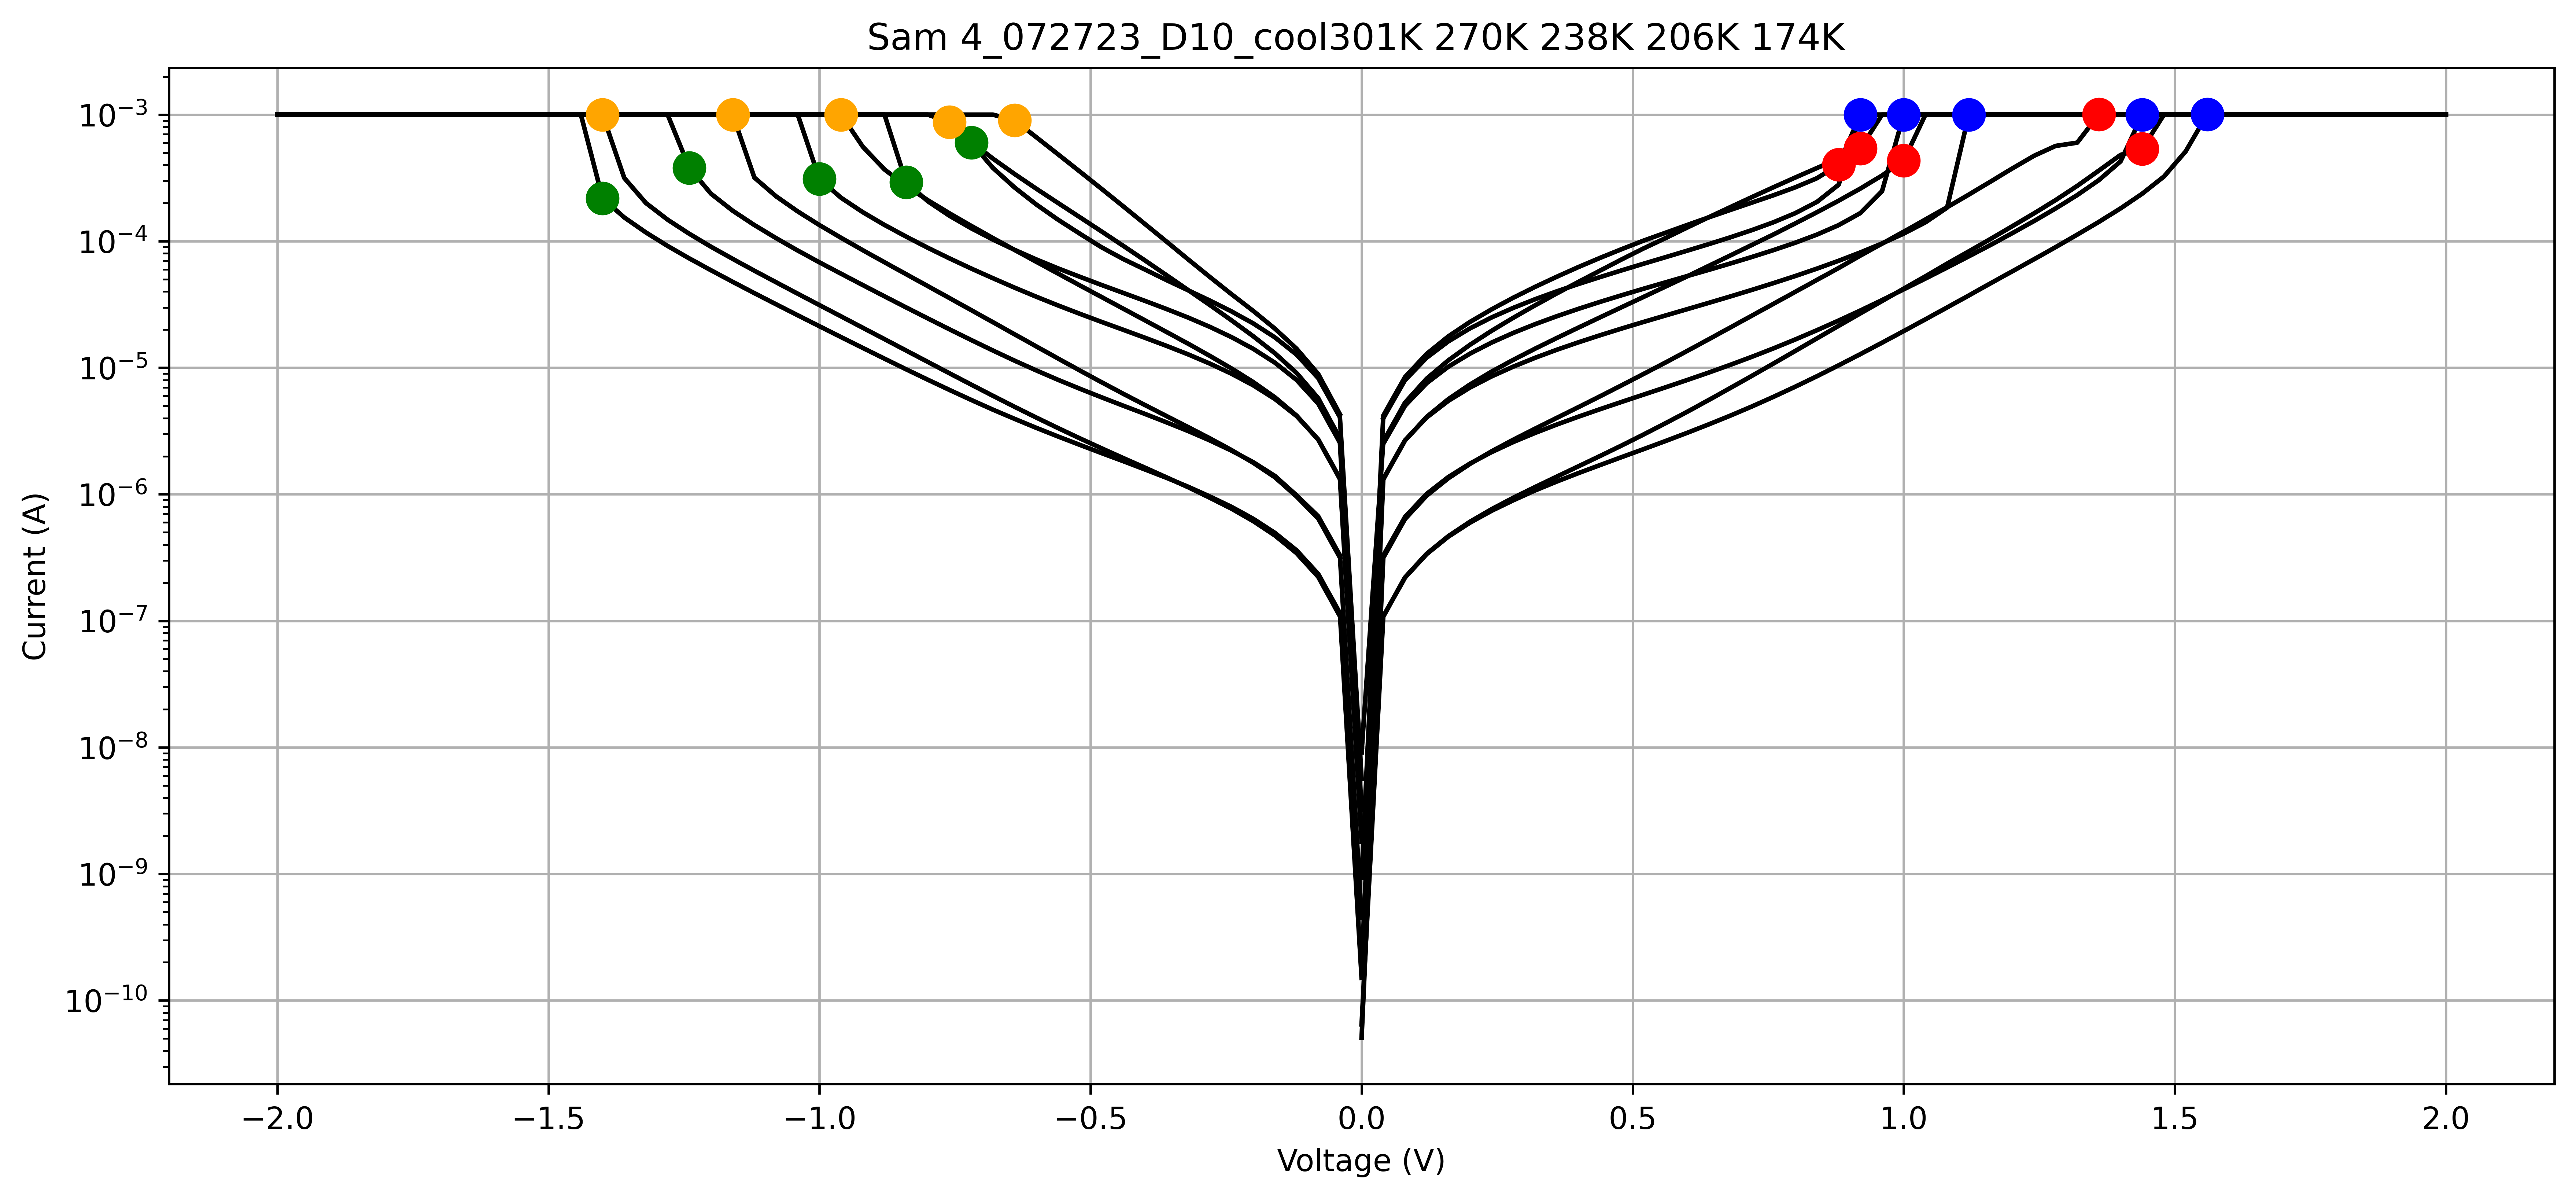 Sam 4_072723_D10_cool301K 270K 238K 206K 174K
Current (A)
10⁻³
10⁻⁴
10⁻⁵
10⁻⁶
10⁻⁷
10⁻⁸
10⁻⁹
10⁻¹⁰
−2.0 −1.5 −1.0 −0.5 0.0 0.5 1.0 1.5 2.0
Voltage (V)